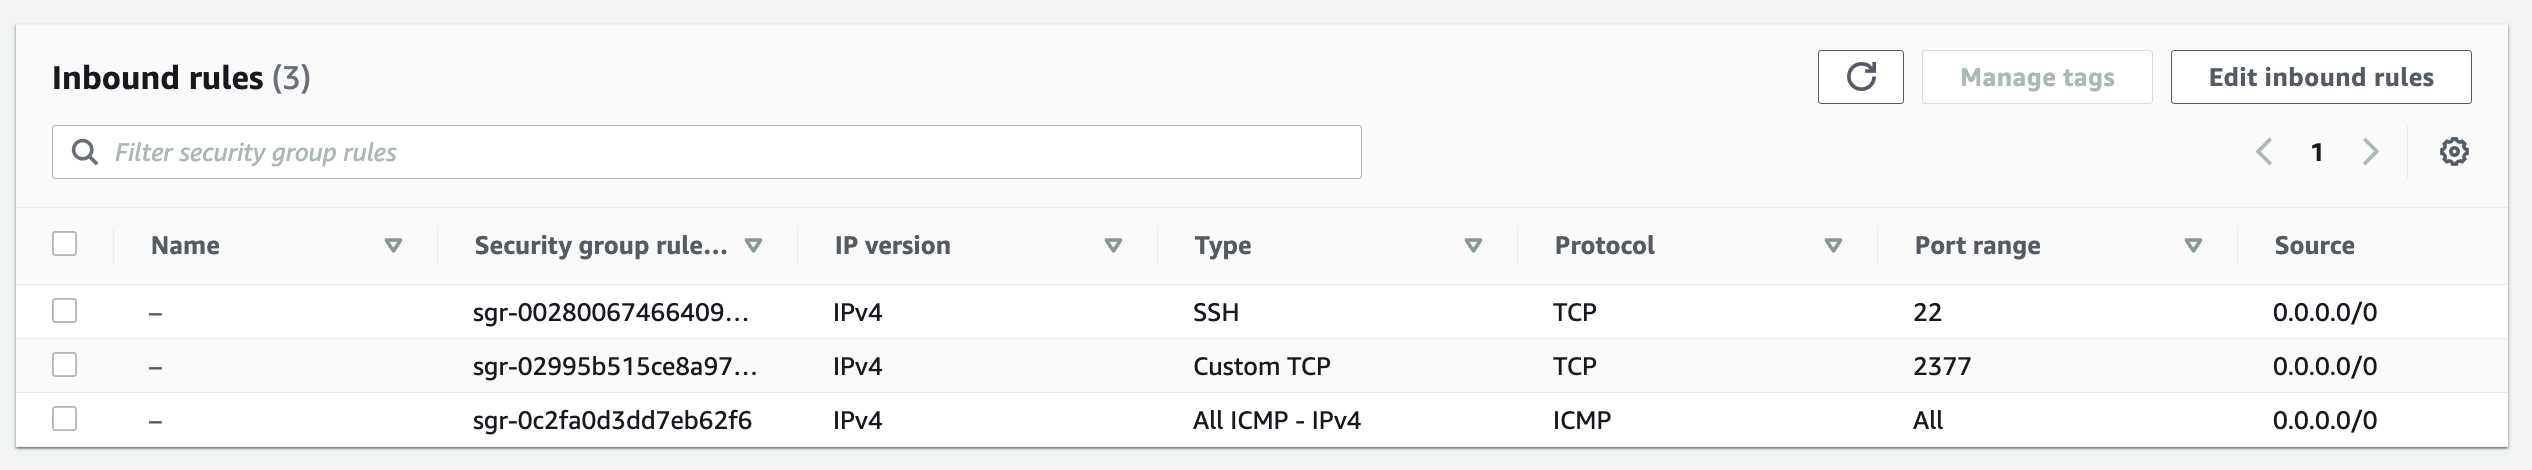 Inbound rules (3)
Manage tags
Edit inbound rules
Filter security group rules
1
Name Security group rule... IP version Type Protocol Port range Source
– sgr-00280067466409... IPv4 SSH TCP 22 0.0.0.0/0
– sgr-02995b515ce8a97... IPv4 Custom TCP TCP 2377 0.0.0.0/0
– sgr-0c2fa0d3dd7eb62f6 IPv4 All ICMP - IPv4 ICMP All 0.0.0.0/0